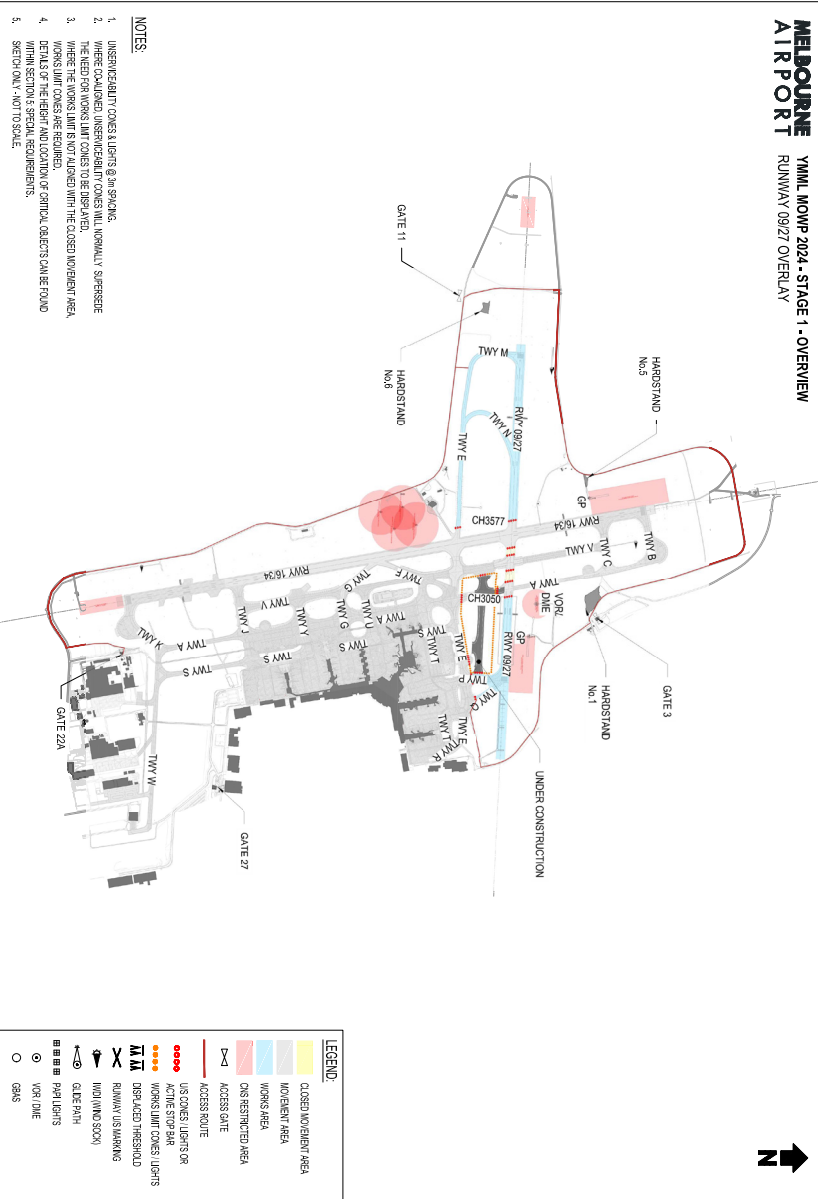 MELBOURNE
AIRPORT
YMML MOWP 2024 - STAGE 1 - OVERVIEW
RUNWAY 09/27 OVERLAY
N
GATE 11
HARDSTAND
No.6
HARDSTAND
No.5
GP
TWY M
RWY 09/27
TWY N
TWY E
CH3577
RWY 16/34
TWY V
TWY C
TWY B
TWY A
VOR/
DME
CH3050
GP
RWY 09/27
RWY 16/34
TWY F
TWY G
TWY U
TWY G
TWY A
TWY V
TWY Y
TWY J
TWY K
TWY A
TWY S
TWY S
TWY S
TWY S
TWY T
TWY E
TWY P
TWY Q
TWY E
TWY T
TWY R
TWY W
GATE 3
HARDSTAND
No.1
UNDER CONSTRUCTION
GATE 22A
GATE 27
NOTES:
1. UNSERVICEABILITY CONES & LIGHTS @ 3m SPACING.
2. WHERE CO-ALIGNED, UNSERVICEABILITY CONES WILL NORMALLY SUPERSEDE
THE NEED FOR WORKS LIMIT CONES TO BE DISPLAYED.
3. WHERE THE WORKS LIMIT IS NOT ALIGNED WITH THE CLOSED MOVEMENT AREA,
WORKS LIMIT CONES ARE REQUIRED.
4. DETAILS OF THE HEIGHT AND LOCATION OF CRITICAL OBJECTS CAN BE FOUND
WITHIN SECTION 5: SPECIAL REQUIREMENTS.
5. SKETCH ONLY - NOT TO SCALE.
LEGEND:
CLOSED MOVEMENT AREA
MOVEMENT AREA
WORKS AREA
CNS RESTRICTED AREA
ACCESS GATE
ACCESS ROUTE
U/S CONES / LIGHTS OR
ACTIVE STOP BAR
WORKS LIMIT CONES / LIGHTS
DISPLACED THRESHOLD
RUNWAY U/S MARKING
IWDI (WIND SOCK)
GLIDE PATH
PAPI LIGHTS
VOR / DME
GBAS